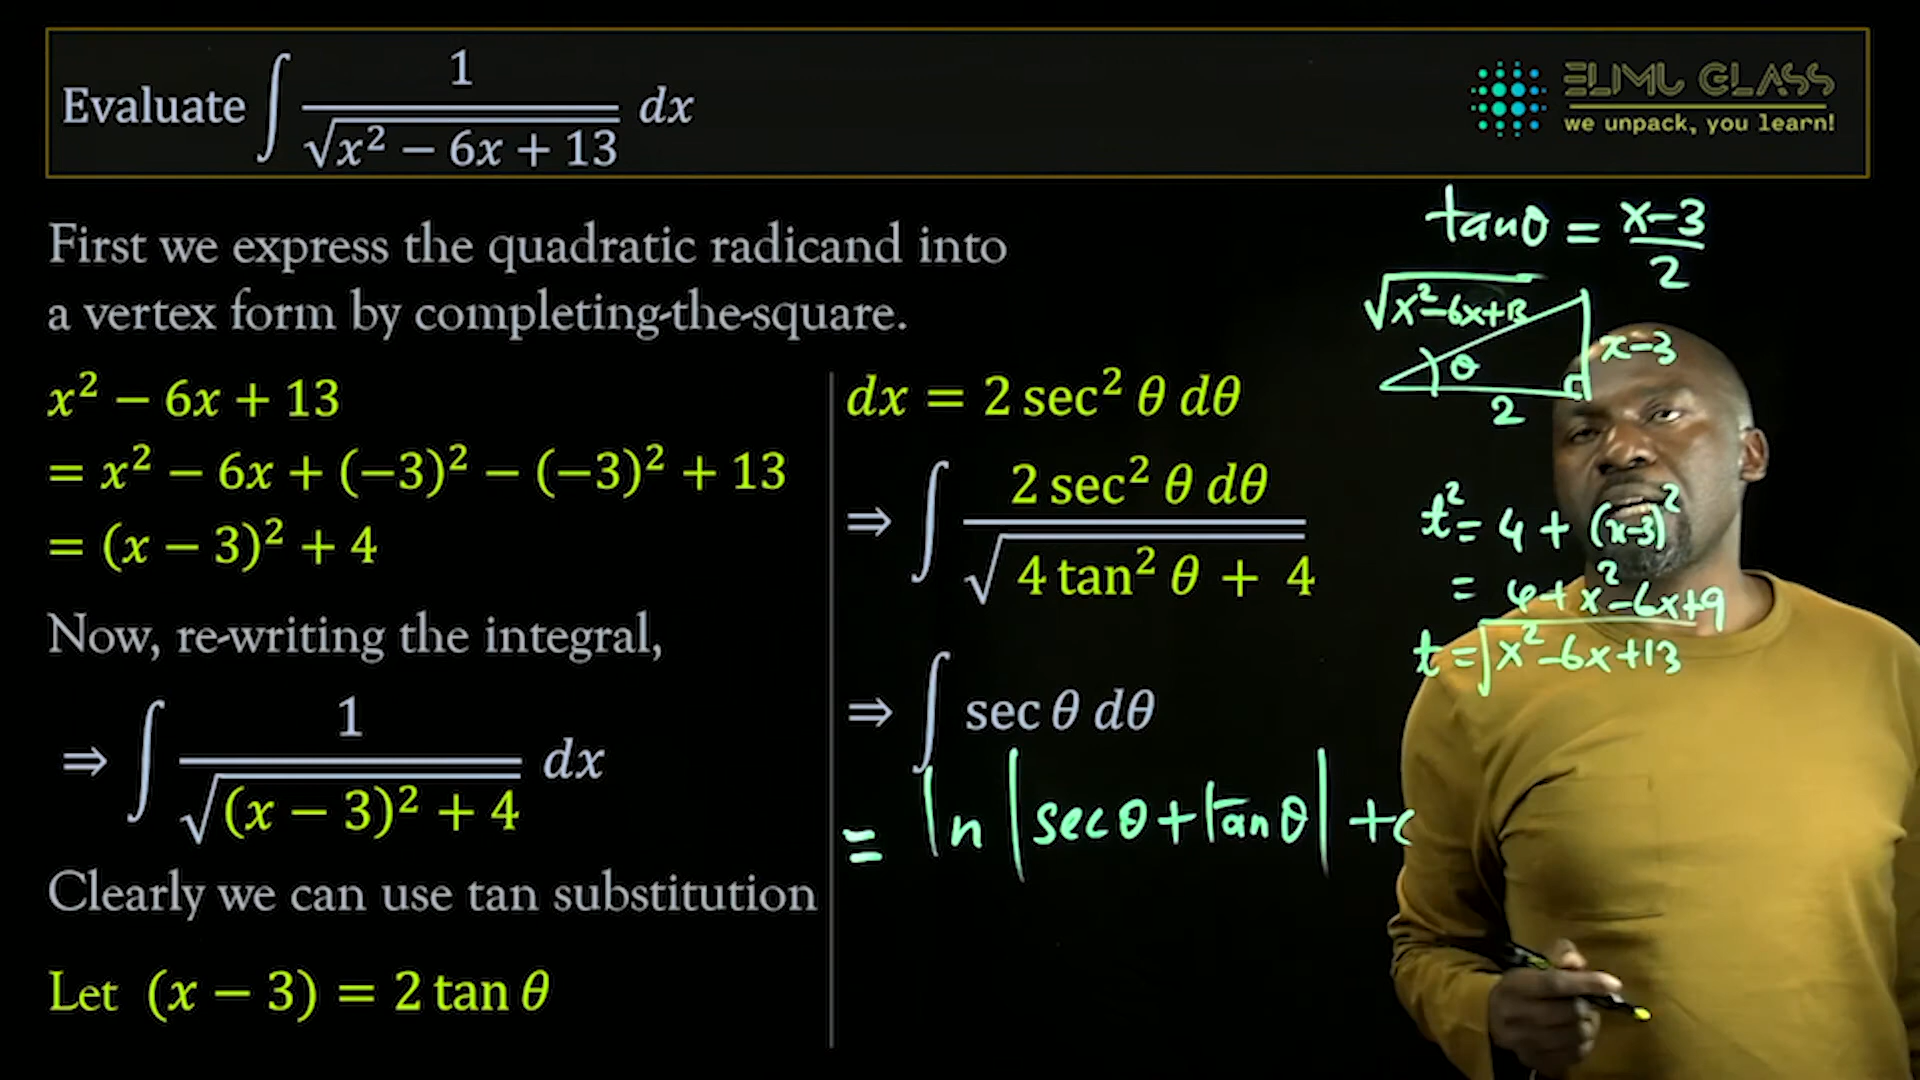 Evaluate ∫ 1 / √(x² − 6x + 13) dx
ELIMU CLASS
we unpack, you learn!
First we express the quadratic radicand into
a vertex form by completing-the-square.
x² − 6x + 13
= x² − 6x + (−3)² − (−3)² + 13
= (x − 3)² + 4
Now, re-writing the integral,
⇒ ∫ 1 / √((x − 3)² + 4) dx
Clearly we can use tan substitution
Let (x − 3) = 2 tan θ
dx = 2 sec² θ dθ
⇒ ∫ 2 sec² θ dθ / √(4 tan² θ + 4)
⇒ ∫ sec θ dθ
= ln |sec θ + tan θ| + c
tan θ = (x−3) / 2
√(x²−6x+13)
θ
x−3
2
t² = 4 + (x−3)²
= 4 + x² −6x+9
t = √(x²−6x+13)